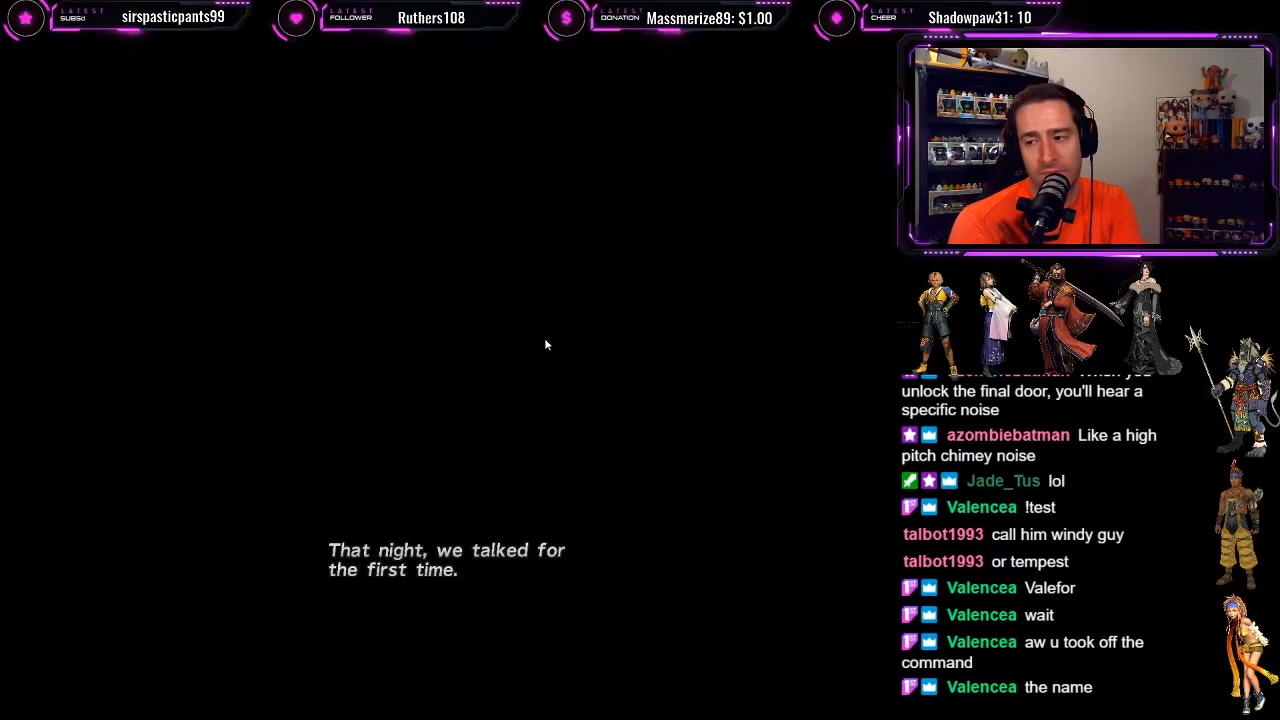 LATEST
SUBSd
sirspasticpants99
LATEST
FOLLOWER
Ruthers108
LATEST
DONATION
Massmerize89: $1.00
LATEST
CHEER
Shadowpaw31: 10
That night, we talked for
the first time.
unlock the final door, you'll hear a
specific noise
azombiebatman Like a high
pitch chimey noise
Jade_Tus lol
Valencea !test
talbot1993 call him windy guy
talbot1993 or tempest
Valencea Valefor
Valencea wait
Valencea aw u took off the
command
Valencea the name